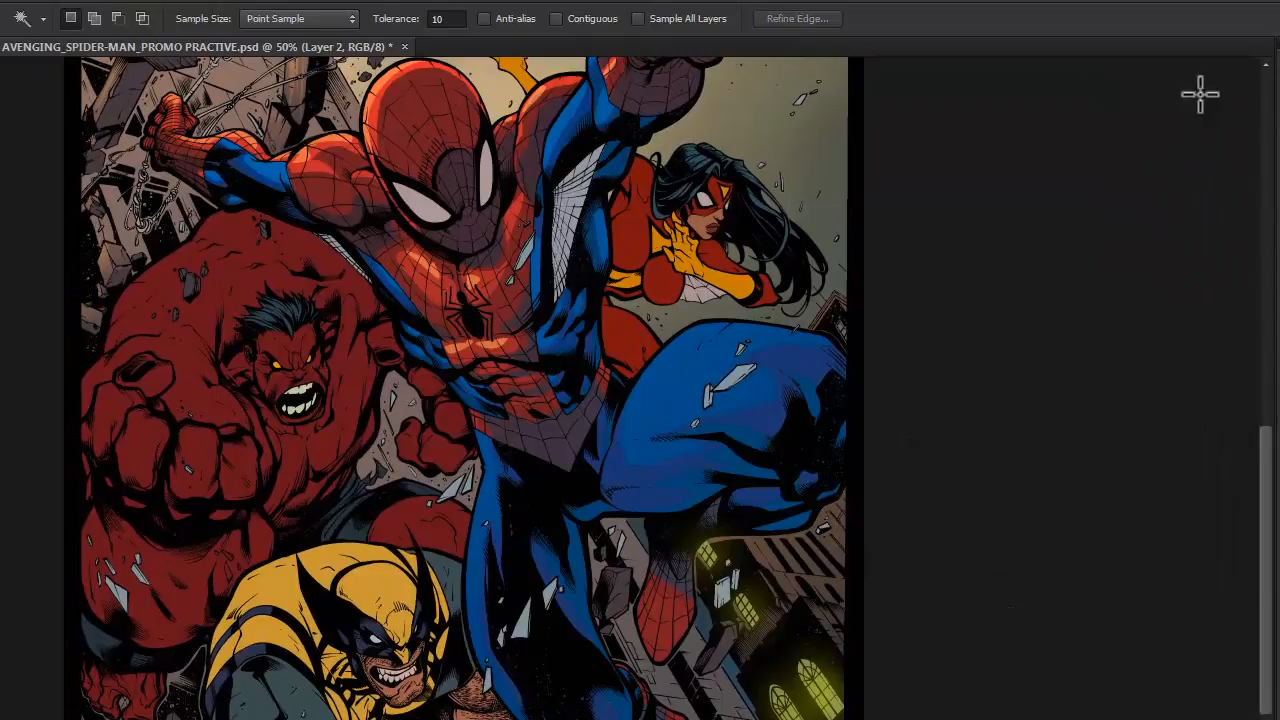 Sample Size: Point Sample Tolerance: 10 Anti-alias Contiguous Sample All Layers Refine Edge...
AVENGING_SPIDER-MAN_PROMO PRACTIVE.psd @ 50% (Layer 2, RGB/8) * ×